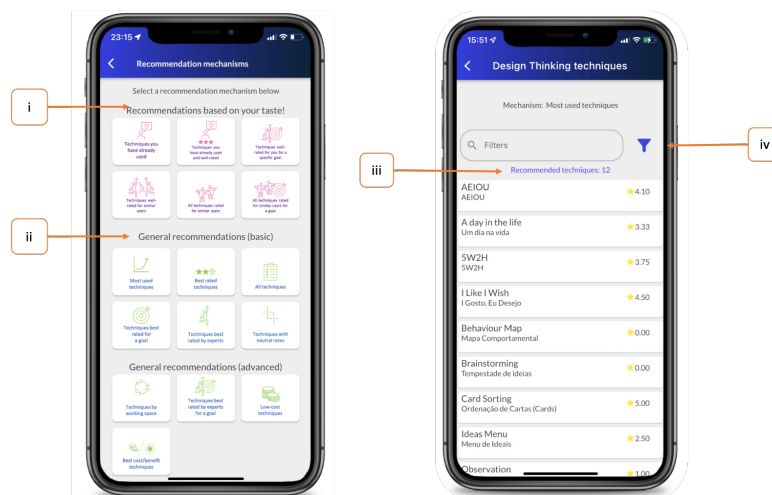 23:15
Recommendation mechanisms
Select a recommendation mechanism below
i
Recommendations based on your taste!
Techniques you
have already
used
Techniques you
have already used
and well-rated
Techniques well-
rated for you for a
specific goal
Techniques well-
rated for similar
users
All techniques rated
for similar users
All techniques rated
for similar users for
a goal
ii
General recommendations (basic)
Most used
techniques
Best rated
techniques
All techniques
Techniques best
rated for
a goal
Techniques best
rated by experts
Techniques with
neutral rates
General recommendations (advanced)
Techniques by
working space
Techniques best
rated by experts
for a goal
Low-cost
techniques
Best cost/benefit
techniques
15:51
Design Thinking techniques
Mechanism: Most used techniques
Filters
iv
iii
Recommended techniques: 12
AEIOU
AEIOU
4.10
A day in the life
Um dia na vida
3.33
5W2H
5W2H
3.75
I Like I Wish
I Gosto, Eu Desejo
4.50
Behaviour Map
Mapa Comportamental
0.00
Brainstorming
Tempestade de ideias
0.00
Card Sorting
Ordenação de Cartas (Cards)
5.00
Ideas Menu
Menu de Ideais
2.50
Observation
1.00